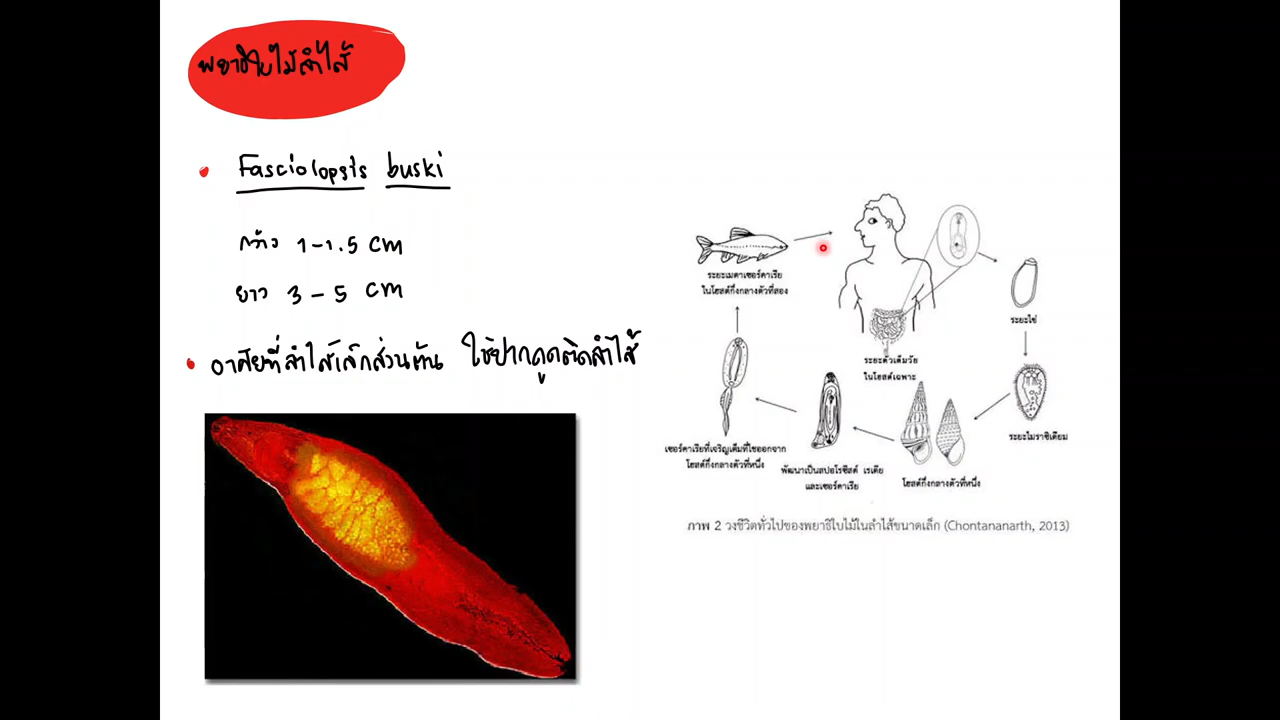 พยาธิใบไม้ลำไส้
Fasciolopsis buski
กว้าง 1-1.5 cm
ยาว 3-5 cm
อาศัยที่ลำไส้เล็กส่วนต้น ใช้ปากดูดติดลำไส้
ระยะเมตาเซอร์คาเรีย
ในโฮสต์กึ่งกลางตัวที่สอง
ระยะตัวเต็มวัย
ในโฮสต์เฉพาะ
ระยะไข่
ระยะไมราซิเดียม
โฮสต์กึ่งกลางตัวที่หนึ่ง
พัฒนาเป็นสปอโรซีสต์ เรเดีย
และเซอร์คาเรีย
เซอร์คาเรียที่เจริญเต็มที่ไชออกจาก
โฮสต์กึ่งกลางตัวที่หนึ่ง
ภาพ 2 วงชีวิตทั่วไปของพยาธิใบไม้ในลำไส้ขนาดเล็ก (Chontananarth, 2013)